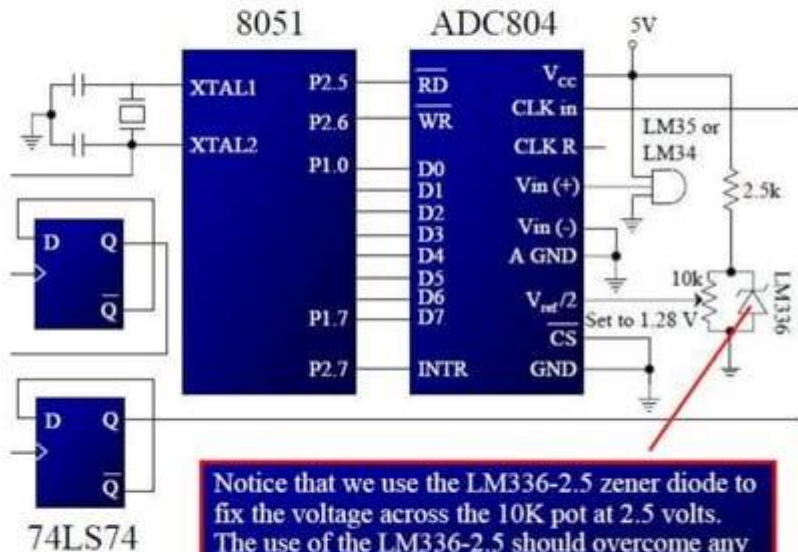 8051
ADC804
5V
XTAL1
XTAL2
P2.5
P2.6
P1.0
P1.7
P2.7
RD
WR
D0
D1
D2
D3
D4
D5
D6
D7
INTR
Vcc
CLK in
CLK R
Vin (+)
Vin (-)
A GND
Vref/2
CS
GND
LM35 or
LM34
2.5k
10k
LM336
Set to 1.28 V
D Q
Q
D Q
Q
74LS74
Notice that we use the LM336-2.5 zener diode to
fix the voltage across the 10K pot at 2.5 volts.
The use of the LM336-2.5 should overcome any